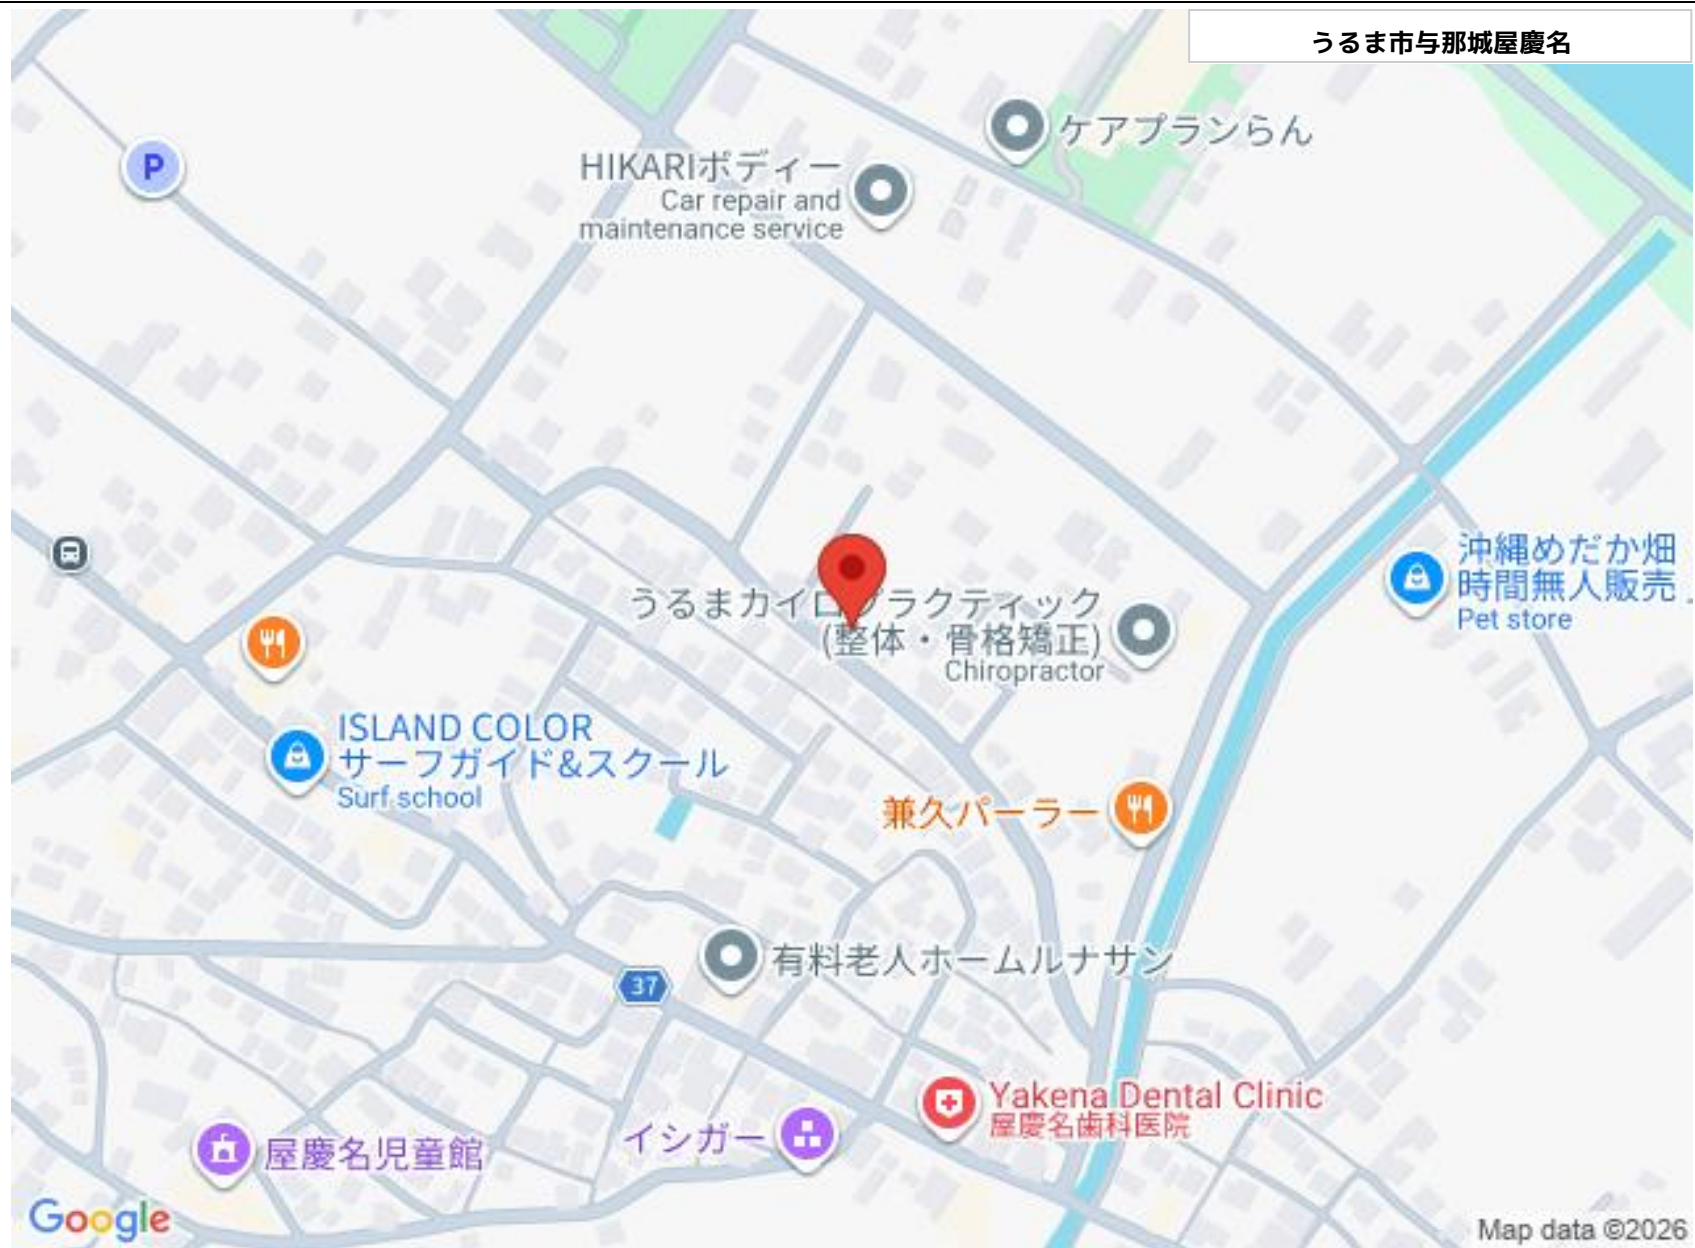 うるま市与那城屋慶名
ケアプランらん
HIKARIボディー
Car repair and
maintenance service
P
沖縄めだか畑
時間無人販売
Pet store
うるまカイロプラクティック
(整体・骨格矯正)
Chiropractor
ISLAND COLOR
サーフガイド&スクール
Surf school
兼久パーラー
有料老人ホームルナサン
37
Yakena Dental Clinic
屋慶名歯科医院
イシガー
屋慶名児童館
Google
Map data ©2026